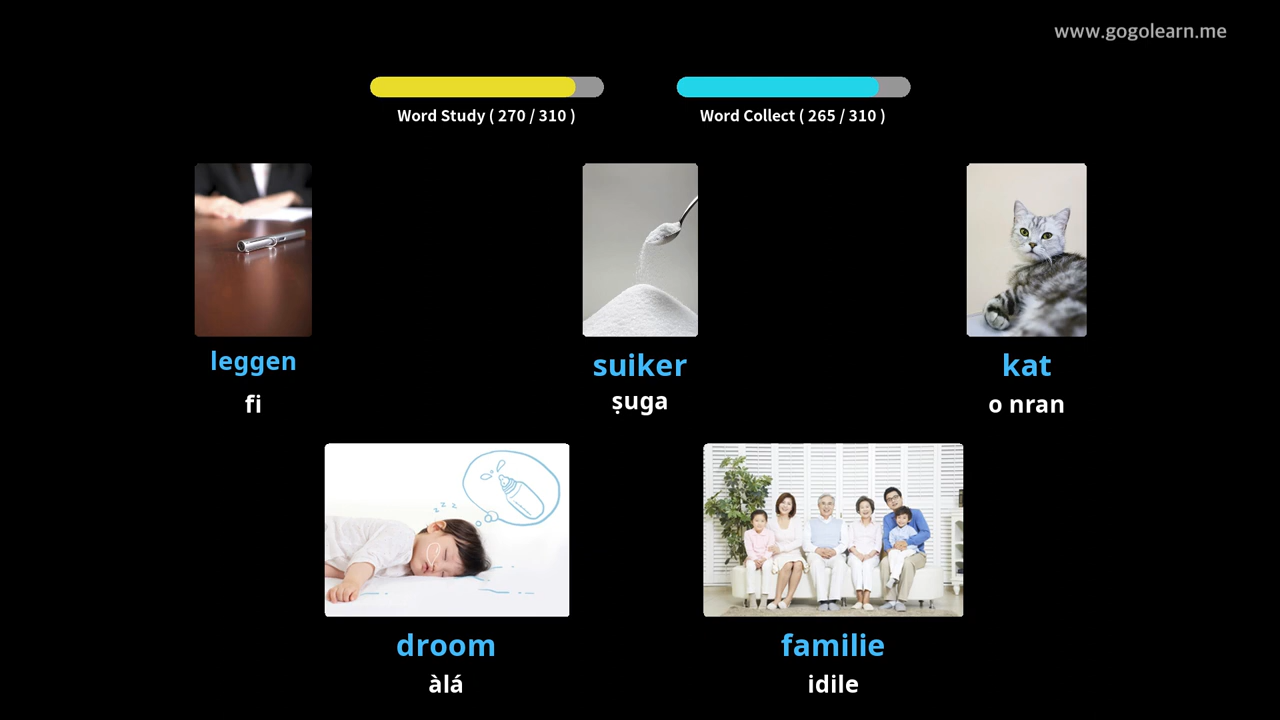 www.gogolearn.me
Word Study ( 270 / 310 )
Word Collect ( 265 / 310 )
leggen
fi
suiker
ṣuga
kat
o nran
z z z
droom
àlá
familie
idile